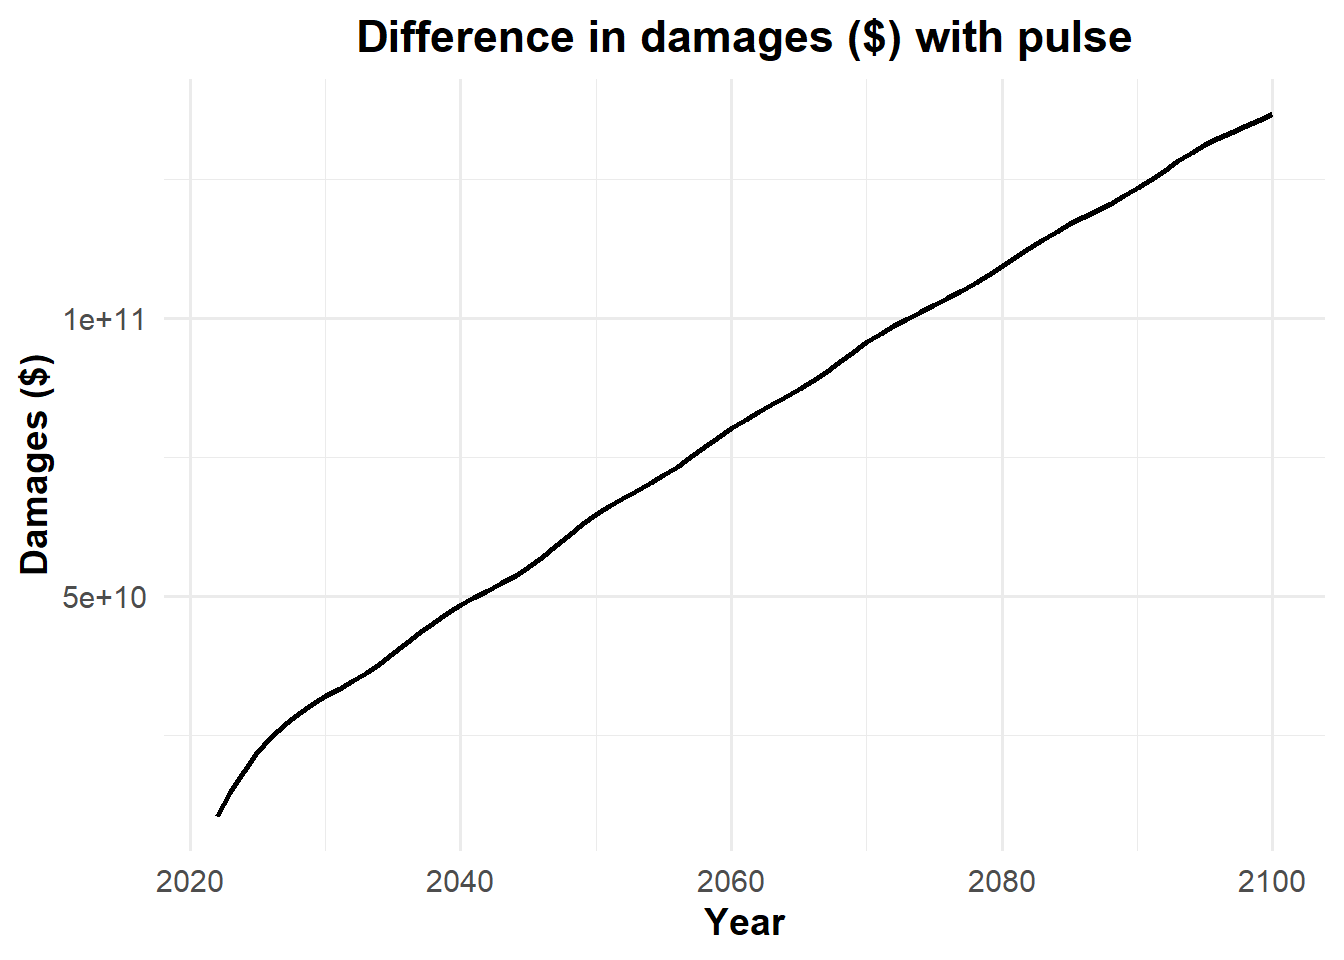 Difference in damages ($) with pulse
Damages ($)
1e+11
5e+10
2020 2040 2060 2080 2100
Year